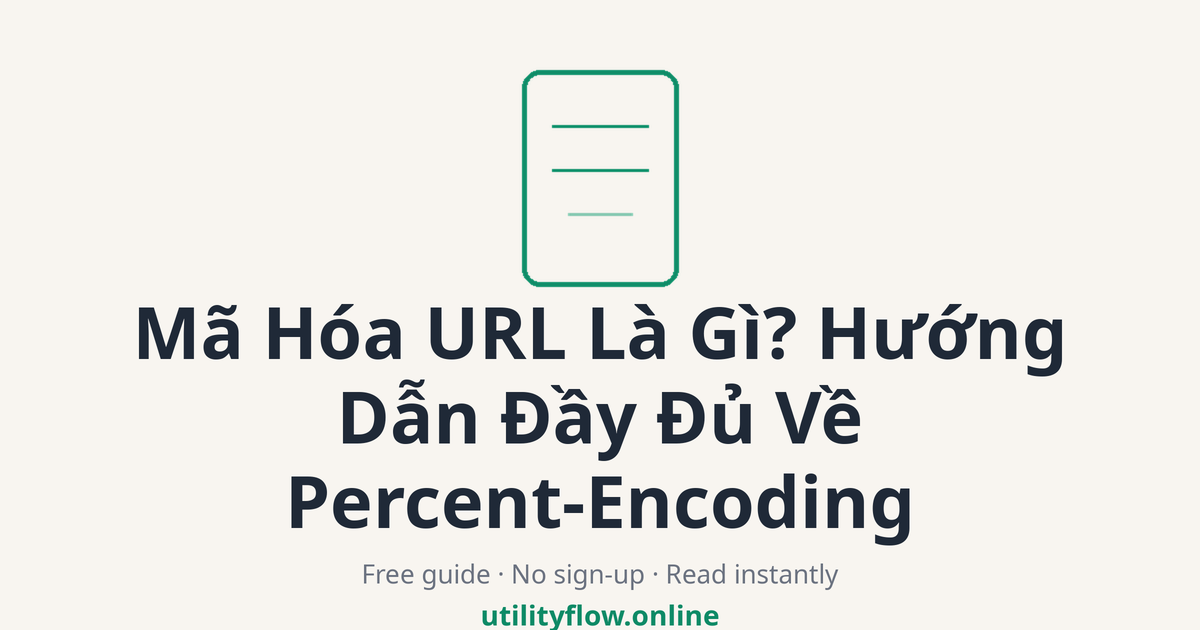 Mã Hóa URL Là Gì? Hướng
Dẫn Đầy Đủ Về
Percent-Encoding
Free guide · No sign-up · Read instantly
utilityflow.online